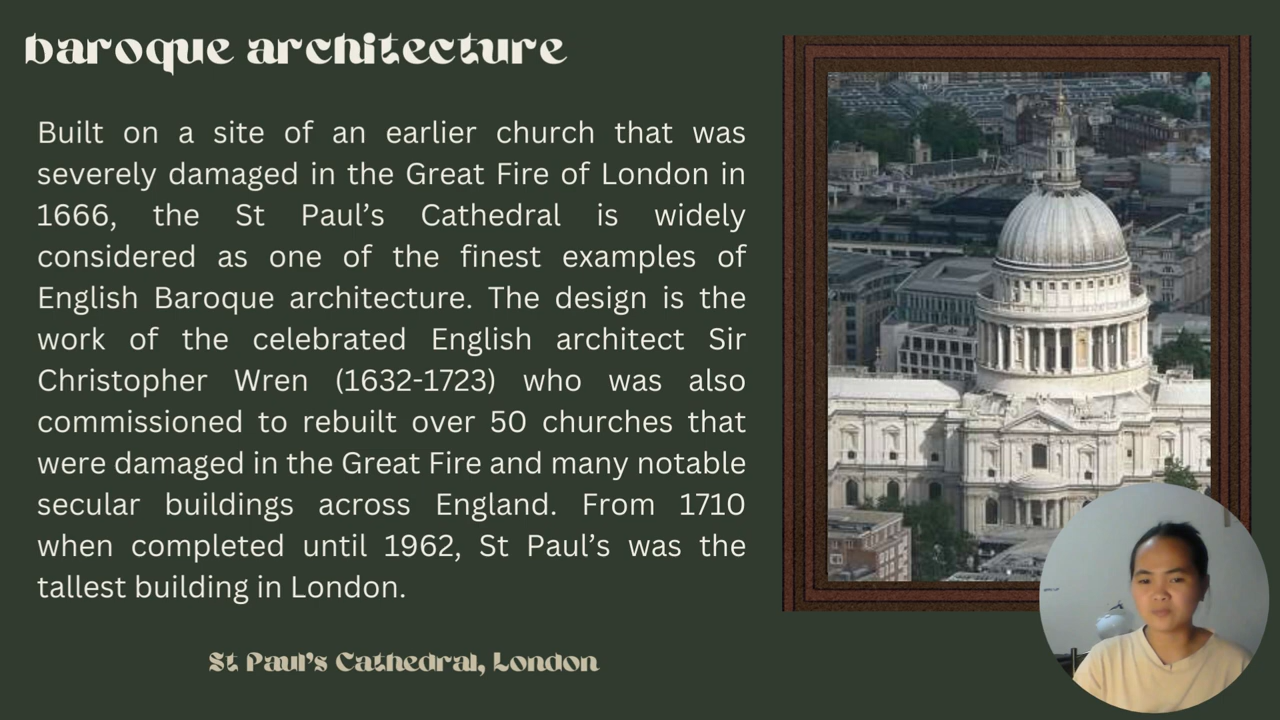 baroque architecture
Built on a site of an earlier church that was
severely damaged in the Great Fire of London in
1666, the St Paul’s Cathedral is widely
considered as one of the finest examples of
English Baroque architecture. The design is the
work of the celebrated English architect Sir
Christopher Wren (1632-1723) who was also
commissioned to rebuilt over 50 churches that
were damaged in the Great Fire and many notable
secular buildings across England. From 1710
when completed until 1962, St Paul’s was the
tallest building in London.
St Paul’s Cathedral, London